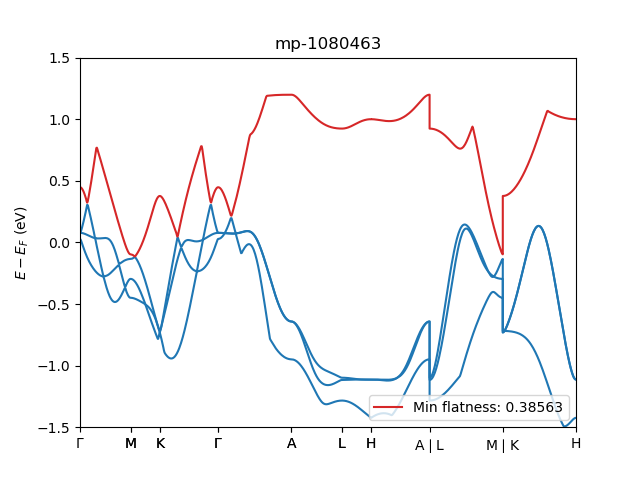 mp-1080463
E − E_F (eV)
1.5
1.0
0.5
0.0
−0.5
−1.0
−1.5
Min flatness: 0.38563
Γ M K Γ A L H A | L M | K H